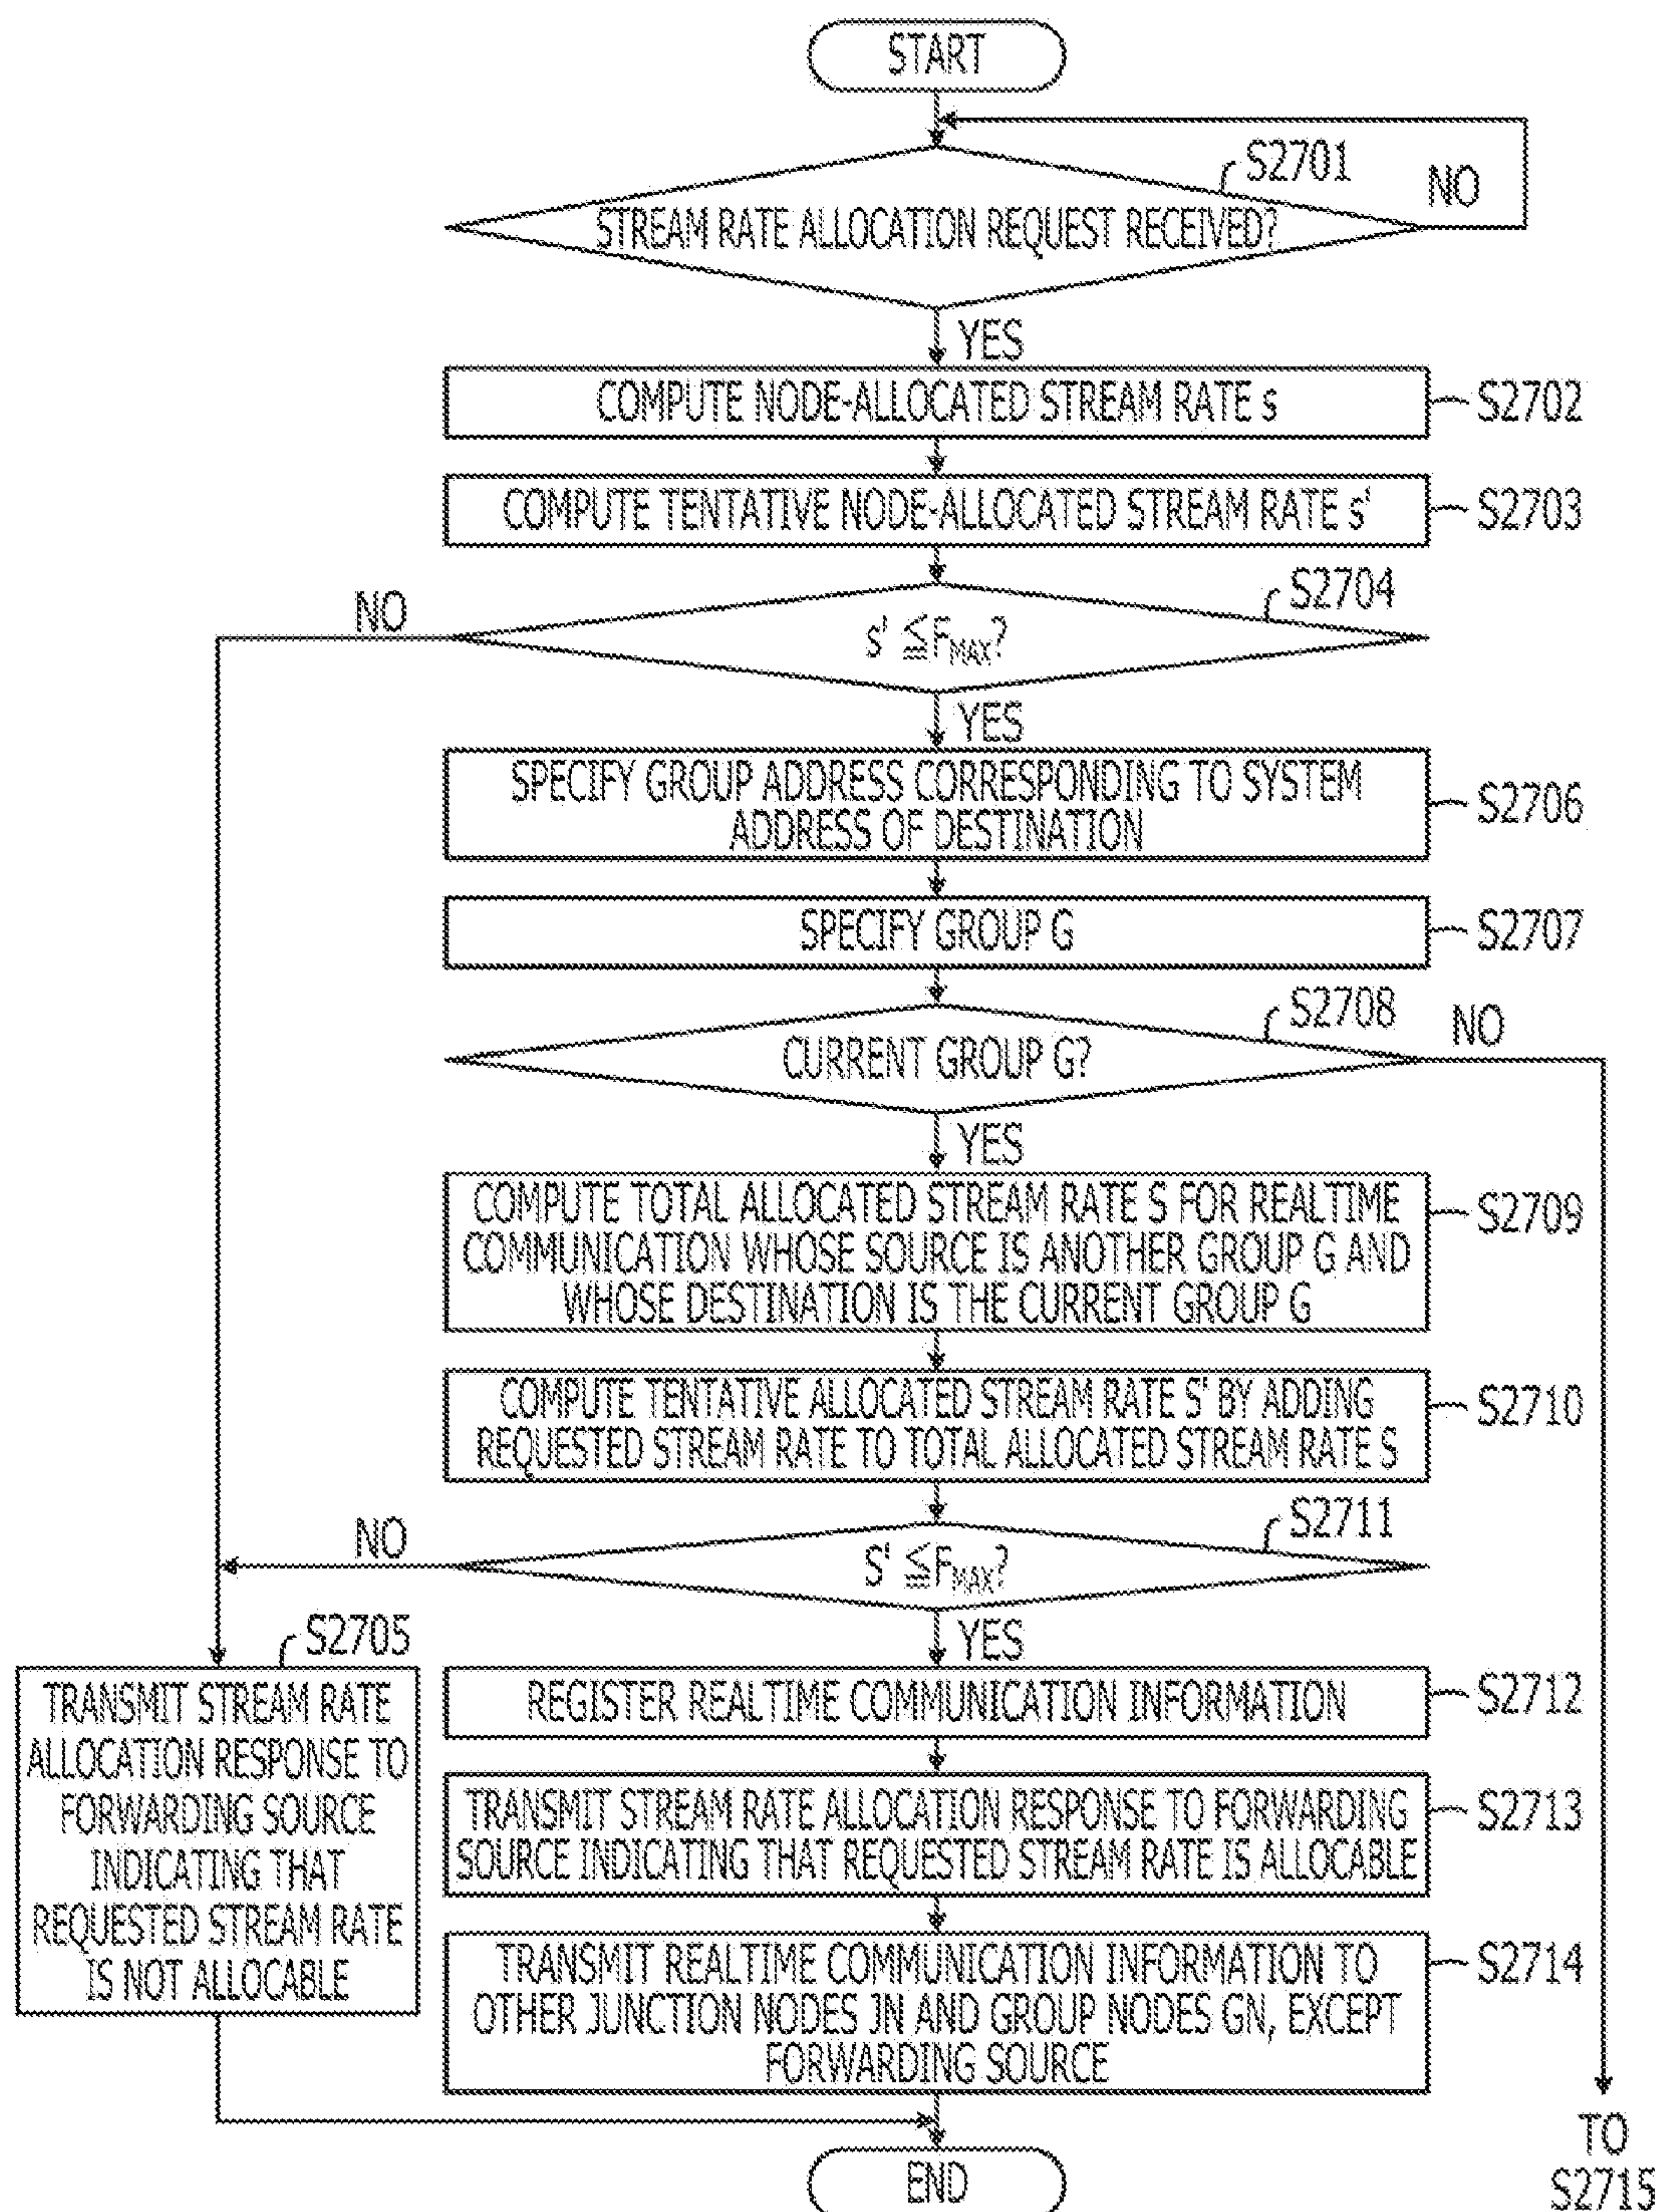 START
S2701
NO
STREAM RATE ALLOCATION REQUEST RECEIVED?
YES
COMPUTE NODE-ALLOCATED STREAM RATE s
S2702
COMPUTE TENTATIVE NODE-ALLOCATED STREAM RATE s'
S2703
S2704
NO
s' ≦FMAX?
YES
SPECIFY GROUP ADDRESS CORRESPONDING TO SYSTEM
ADDRESS OF DESTINATION
S2706
SPECIFY GROUP G
S2707
S2708
NO
CURRENT GROUP G?
YES
COMPUTE TOTAL ALLOCATED STREAM RATE S FOR REALTIME
COMMUNICATION WHOSE SOURCE IS ANOTHER GROUP G AND
WHOSE DESTINATION IS THE CURRENT GROUP G
S2709
COMPUTE TENTATIVE ALLOCATED STREAM RATE S' BY ADDING
REQUESTED STREAM RATE TO TOTAL ALLOCATED STREAM RATE S
S2710
S2711
NO
S' ≦FMAX?
YES
S2705
TRANSMIT STREAM RATE
ALLOCATION RESPONSE TO
FORWARDING SOURCE
INDICATING THAT
REQUESTED STREAM RATE
IS NOT ALLOCABLE
REGISTER REALTIME COMMUNICATION INFORMATION
S2712
TRANSMIT STREAM RATE ALLOCATION RESPONSE TO FORWARDING
SOURCE INDICATING THAT REQUESTED STREAM RATE IS ALLOCABLE
S2713
TRANSMIT REALTIME COMMUNICATION INFORMATION TO
OTHER JUNCTION NODES JN AND GROUP NODES GN, EXCEPT
FORWARDING SOURCE
S2714
END
TO
S2715